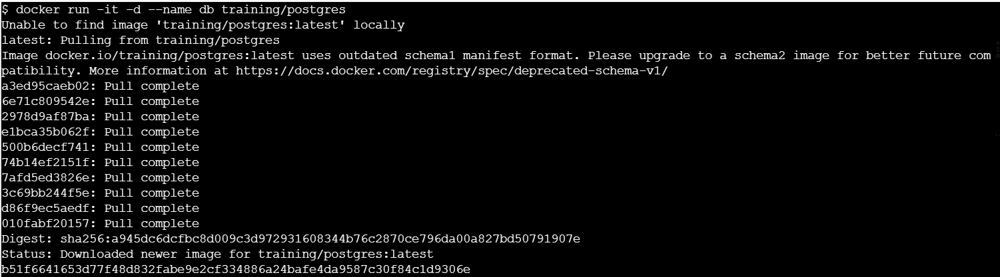 $ docker run -it -d --name db training/postgres
Unable to find image 'training/postgres:latest' locally
latest: Pulling from training/postgres
Image docker.io/training/postgres:latest uses outdated schema1 manifest format. Please upgrade to a schema2 image for better future com
patibility. More information at https://docs.docker.com/registry/spec/deprecated-schema-v1/
a3ed95caeb02: Pull complete
6e71c809542e: Pull complete
2978d9af87ba: Pull complete
e1bca35b062f: Pull complete
500b6decf741: Pull complete
74b14ef2151f: Pull complete
7afd5ed3826e: Pull complete
3c69bb244f5e: Pull complete
d86f9ec5aedf: Pull complete
010fabf20157: Pull complete
Digest: sha256:a945dc6dcfbc8d009c3d972931608344b76c2870ce796da00a827bd50791907e
Status: Downloaded newer image for training/postgres:latest
b51f6641653d77f48d832fabe9e2cf334886a24bafe4da9587c30f84c1d9306e